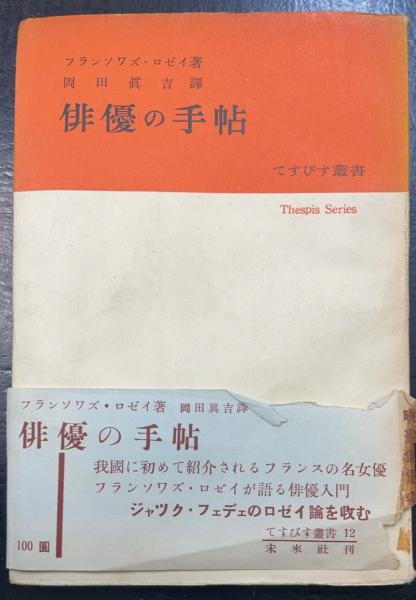 フランソワズ・ロゼイ著
岡田眞吉譯
俳優の手帖
てすぴす叢書
Thespis Series
フランソワズ・ロゼイ著 岡田眞吉譯
俳優の手帖
我國に初めて紹介されるフランスの名女優
フランソワズ・ロゼイが語る俳優入門
ジャツク・フェデェのロゼイ論を收む
100 圓
てすぴす叢書 12
未來社刊